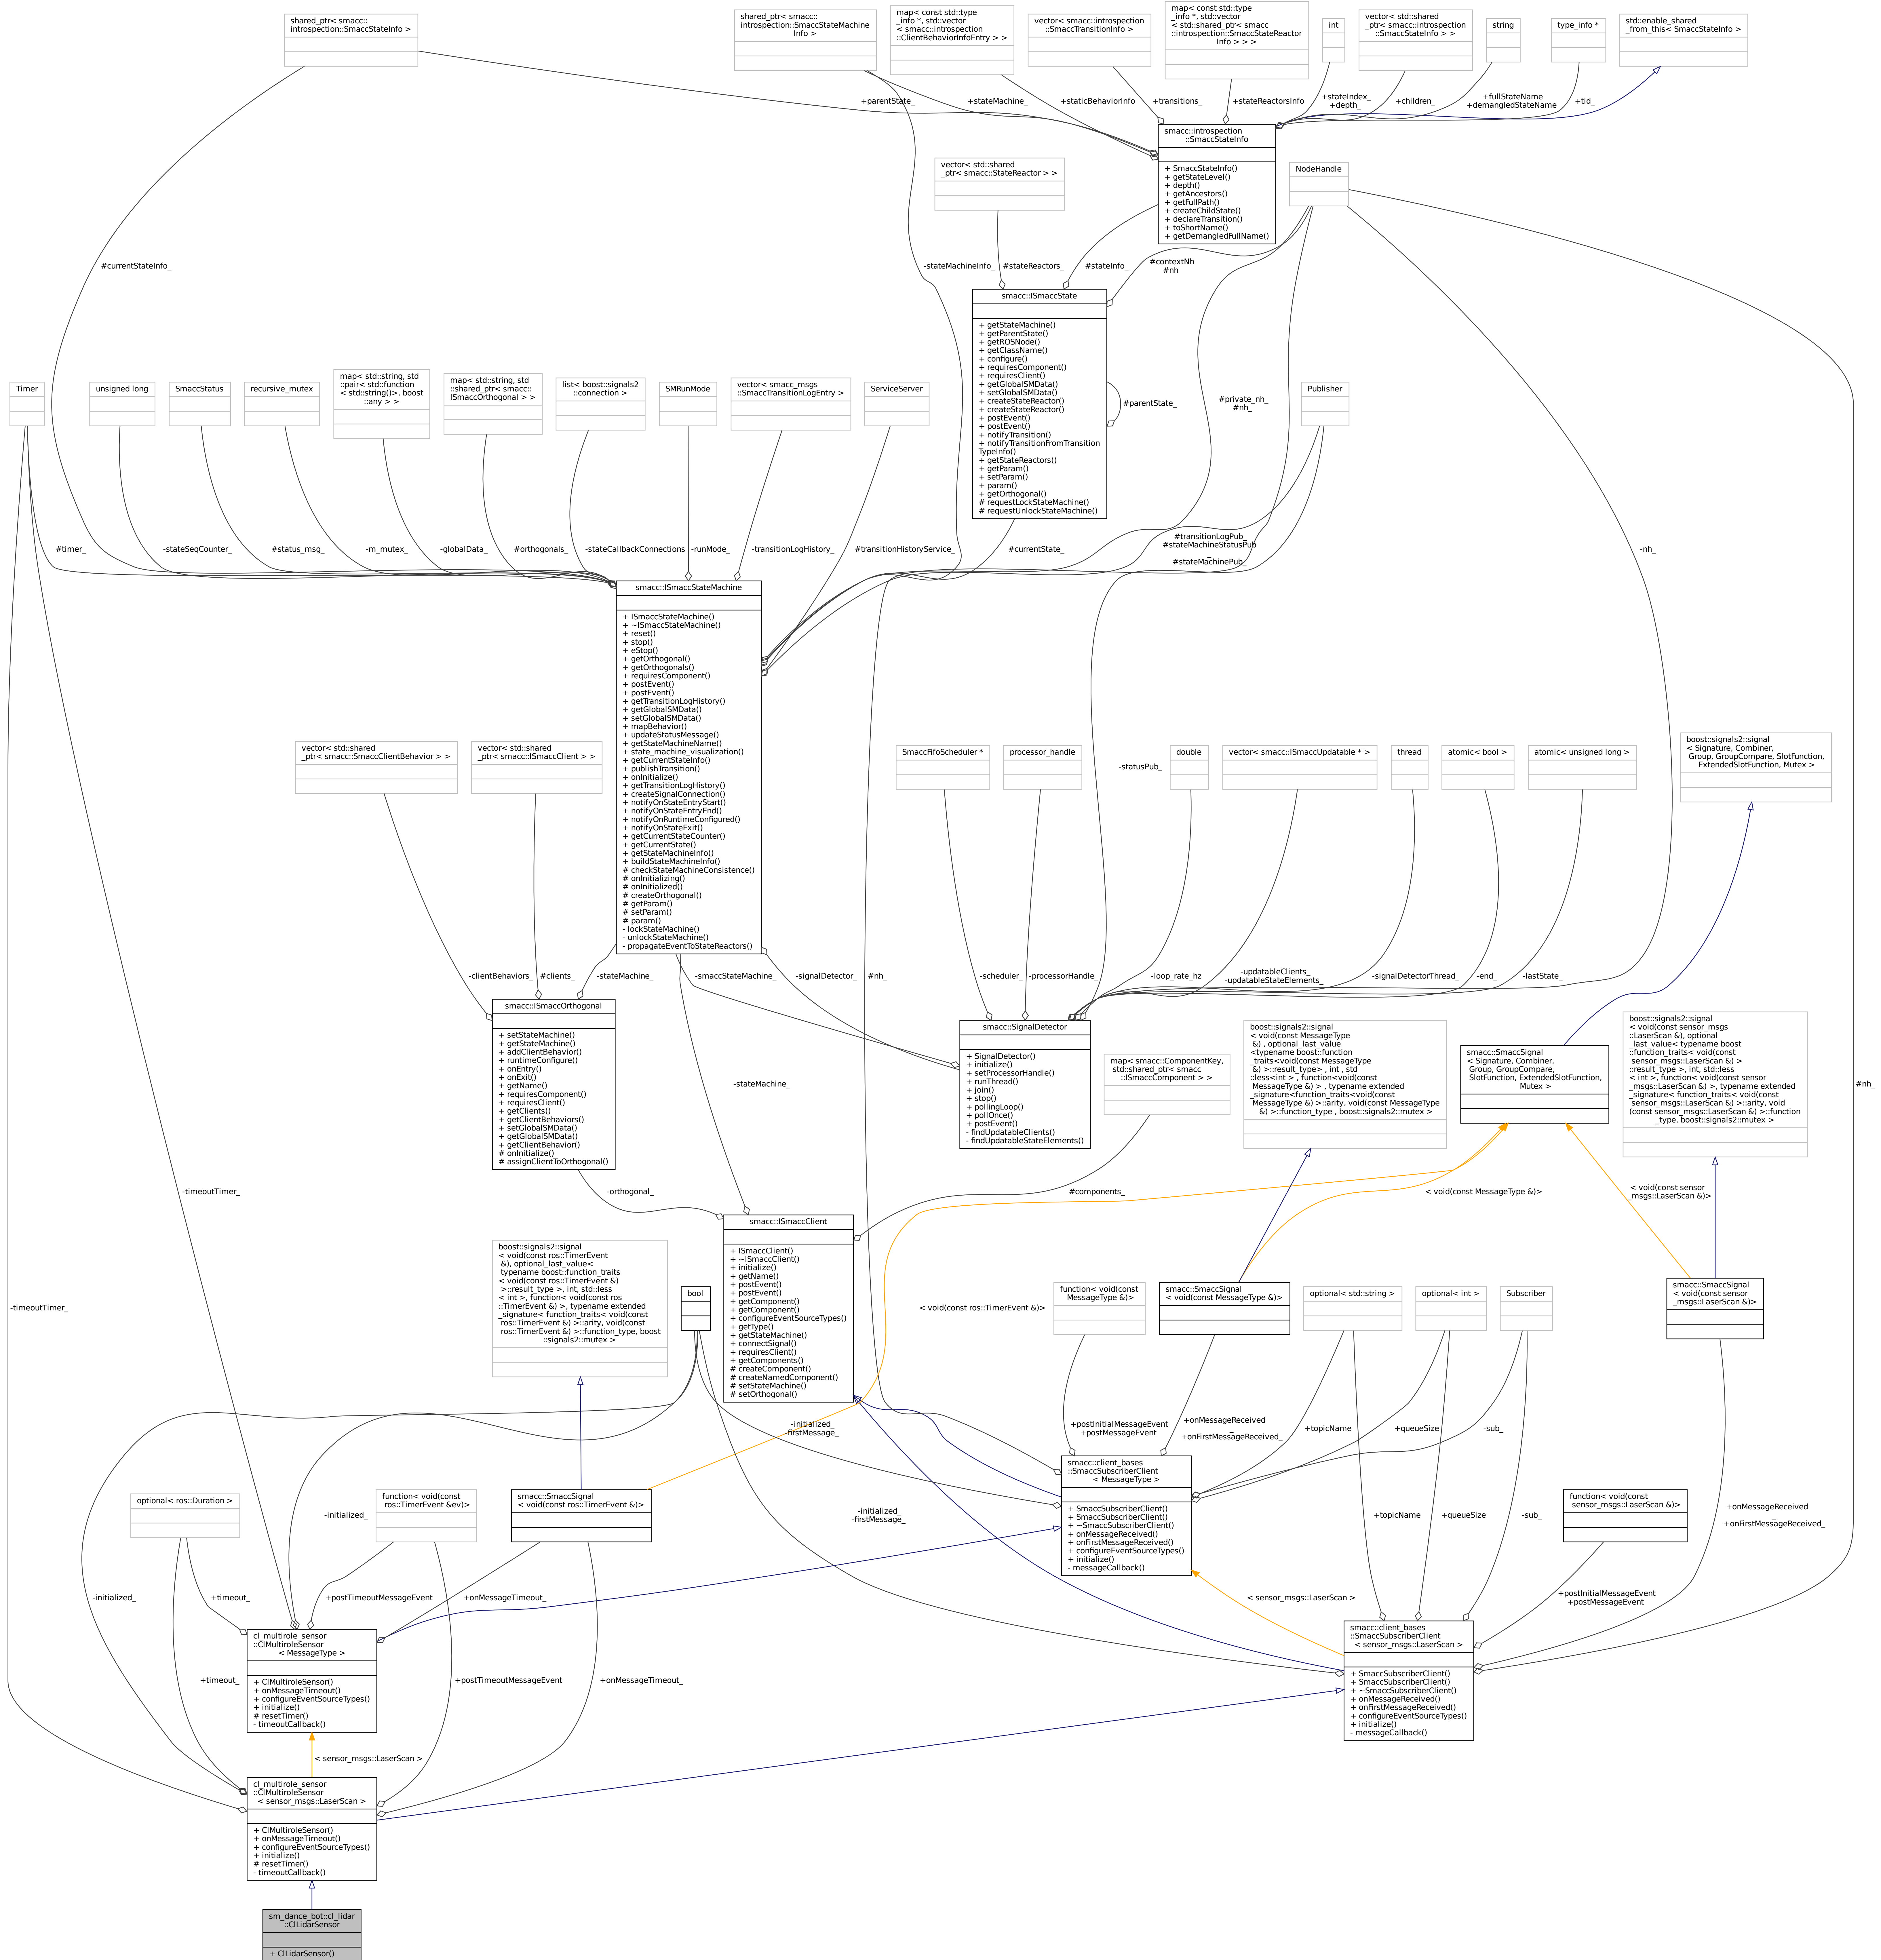 shared_ptr< smacc::
introspection::SmaccStateInfo >
shared_ptr< smacc::
introspection::SmaccStateMachine
Info >
map< const std::type
_info *, std::vector
< smacc::introspection
::ClientBehaviorInfoEntry > >
vector< smacc::introspection
::SmaccTransitionInfo >
map< const std::type
_info *, std::vector
< std::shared_ptr< smacc
::introspection::SmaccStateReactor
Info > > >
int
vector< std::shared
_ptr< smacc::introspection
::SmaccStateInfo > >
string
type_info *
std::enable_shared
_from_this< SmaccStateInfo >
+parentState_
+stateMachine_
+staticBehaviorInfo
+transitions_
+stateReactorsInfo
+stateIndex_
+depth_
+children_
+fullStateName
+demangledStateName
+tid_
smacc::introspection
::SmaccStateInfo
+ SmaccStateInfo()
+ getStateLevel()
+ depth()
+ getAncestors()
+ getFullPath()
+ createChildState()
+ declareTransition()
+ toShortName()
+ getDemangledFullName()
vector< std::shared
_ptr< smacc::StateReactor > >
NodeHandle
#currentStateInfo_
-stateMachineInfo_
#stateReactors_
#stateInfo_
#contextNh
#nh
smacc::ISmaccState
+ getStateMachine()
+ getParentState()
+ getROSNode()
+ getClassName()
+ configure()
+ requiresComponent()
+ requiresClient()
+ getGlobalSMData()
+ setGlobalSMData()
+ createStateReactor()
+ createStateReactor()
+ postEvent()
+ postEvent()
+ notifyTransition()
+ notifyTransitionFromTransition
TypeInfo()
+ getStateReactors()
+ getParam()
+ setParam()
+ param()
+ getOrthogonal()
# requestLockStateMachine()
# requestUnlockStateMachine()
#parentState_
#private_nh_
#nh_
Timer
unsigned long
SmaccStatus
recursive_mutex
map< std::string, std
::pair< std::function
< std::string()>, boost
::any > >
map< std::string, std
::shared_ptr< smacc::
ISmaccOrthogonal > >
list< boost::signals2
::connection >
SMRunMode
vector< smacc_msgs
::SmaccTransitionLogEntry >
ServiceServer
Publisher
#timer_
-stateSeqCounter_
#status_msg_
-m_mutex_
-globalData_
#orthogonals_
-stateCallbackConnections
-runMode_
-transitionLogHistory_
#transitionHistoryService_
#currentState_
#transitionLogPub_
#stateMachineStatusPub
_
#stateMachinePub_
-nh_
smacc::ISmaccStateMachine
+ ISmaccStateMachine()
+ ~ISmaccStateMachine()
+ reset()
+ stop()
+ eStop()
+ getOrthogonal()
+ getOrthogonals()
+ requiresComponent()
+ postEvent()
+ postEvent()
+ getTransitionLogHistory()
+ getGlobalSMData()
+ setGlobalSMData()
+ mapBehavior()
+ updateStatusMessage()
+ getStateMachineName()
+ state_machine_visualization()
+ getCurrentStateInfo()
+ publishTransition()
+ onInitialize()
+ getTransitionLogHistory()
+ createSignalConnection()
+ notifyOnStateEntryStart()
+ notifyOnStateEntryEnd()
+ notifyOnRuntimeConfigured()
+ notifyOnStateExit()
+ getCurrentStateCounter()
+ getCurrentState()
+ getStateMachineInfo()
+ buildStateMachineInfo()
# checkStateMachineConsistence()
# onInitializing()
# onInitialized()
# createOrthogonal()
# getParam()
# setParam()
# param()
- lockStateMachine()
- unlockStateMachine()
- propagateEventToStateReactors()
vector< std::shared
_ptr< smacc::SmaccClientBehavior > >
vector< std::shared
_ptr< smacc::ISmaccClient > >
SmaccFifoScheduler *
processor_handle
-statusPub_
double
vector< smacc::ISmaccUpdatable * >
thread
atomic< bool >
atomic< unsigned long >
boost::signals2::signal
< Signature, Combiner,
Group, GroupCompare, SlotFunction,
ExtendedSlotFunction, Mutex >
-clientBehaviors_
#clients_
-stateMachine_
-smaccStateMachine_
-signalDetector_
#nh_
-scheduler_
-processorHandle_
-loop_rate_hz
-updatableClients_
-updatableStateElements_
-signalDetectorThread_
-end_
-lastState_
smacc::ISmaccOrthogonal
+ setStateMachine()
+ getStateMachine()
+ addClientBehavior()
+ runtimeConfigure()
+ onEntry()
+ onExit()
+ getName()
+ requiresComponent()
+ requiresClient()
+ getClients()
+ getClientBehaviors()
+ setGlobalSMData()
+ getGlobalSMData()
+ getClientBehavior()
# onInitialize()
# assignClientToOrthogonal()
smacc::SignalDetector
+ SignalDetector()
+ initialize()
+ setProcessorHandle()
+ runThread()
+ join()
+ stop()
+ pollingLoop()
+ pollOnce()
+ postEvent()
- findUpdatableClients()
- findUpdatableStateElements()
map< smacc::ComponentKey,
std::shared_ptr< smacc
::ISmaccComponent > >
boost::signals2::signal
< void(const MessageType
&) , optional_last_value
<typename boost::function
_traits<void(const MessageType
&) >::result_type> , int , std
::less<int > , function<void(const
MessageType &) > , typename extended
_signature<function_traits<void(const
MessageType &) >::arity, void(const MessageType
&) >::function_type , boost::signals2::mutex >
smacc::SmaccSignal
< Signature, Combiner,
Group, GroupCompare,
SlotFunction, ExtendedSlotFunction,
Mutex >
boost::signals2::signal
< void(const sensor_msgs
::LaserScan &), optional
_last_value< typename boost
::function_traits< void(const
sensor_msgs::LaserScan &) >
::result_type >, int, std::less
< int >, function< void(const sensor
_msgs::LaserScan &) >, typename extended
_signature< function_traits< void(const
sensor_msgs::LaserScan &) >::arity, void
(const sensor_msgs::LaserScan &) >::function
_type, boost::signals2::mutex >
#nh_
-stateMachine_
-timeoutTimer_
-orthogonal_
#components_
< void(const MessageType &)>
< void(const sensor
_msgs::LaserScan &)>
smacc::ISmaccClient
+ ISmaccClient()
+ ~ISmaccClient()
+ initialize()
+ getName()
+ postEvent()
+ postEvent()
+ getComponent()
+ getComponent()
+ configureEventSourceTypes()
+ getType()
+ getStateMachine()
+ connectSignal()
+ requiresClient()
+ getComponents()
# createComponent()
# createNamedComponent()
# setStateMachine()
# setOrthogonal()
boost::signals2::signal
< void(const ros::TimerEvent
&), optional_last_value<
typename boost::function_traits
< void(const ros::TimerEvent &)
>::result_type >, int, std::less
< int >, function< void(const ros
::TimerEvent &) >, typename extended
_signature< function_traits< void(const
ros::TimerEvent &) >::arity, void(const
ros::TimerEvent &) >::function_type, boost
::signals2::mutex >
bool
< void(const ros::TimerEvent &)>
function< void(const
MessageType &)>
smacc::SmaccSignal
< void(const MessageType &)>
optional< std::string >
optional< int >
Subscriber
smacc::SmaccSignal
< void(const sensor
_msgs::LaserScan &)>
-timeoutTimer_
-initialized_
-firstMessage_
+postInitialMessageEvent
+postMessageEvent
+onMessageReceived
_
+onFirstMessageReceived_
+topicName
+queueSize
-sub_
smacc::client_bases
::SmaccSubscriberClient
< MessageType >
+ SmaccSubscriberClient()
+ SmaccSubscriberClient()
+ ~SmaccSubscriberClient()
+ onMessageReceived()
+ onFirstMessageReceived()
+ configureEventSourceTypes()
+ initialize()
- messageCallback()
optional< ros::Duration >
-initialized_
function< void(const
ros::TimerEvent &ev)>
smacc::SmaccSignal
< void(const ros::TimerEvent &)>
-initialized_
-firstMessage_
+topicName
+queueSize
-sub_
function< void(const
sensor_msgs::LaserScan &)>
+onMessageReceived
_
+onFirstMessageReceived_
-initialized_
+timeout_
+postTimeoutMessageEvent
+onMessageTimeout_
< sensor_msgs::LaserScan >
+postInitialMessageEvent
+postMessageEvent
cl_multirole_sensor
::ClMultiroleSensor
< MessageType >
+ ClMultiroleSensor()
+ onMessageTimeout()
+ configureEventSourceTypes()
+ initialize()
# resetTimer()
- timeoutCallback()
smacc::client_bases
::SmaccSubscriberClient
< sensor_msgs::LaserScan >
+ SmaccSubscriberClient()
+ SmaccSubscriberClient()
+ ~SmaccSubscriberClient()
+ onMessageReceived()
+ onFirstMessageReceived()
+ configureEventSourceTypes()
+ initialize()
- messageCallback()
+timeout_
+postTimeoutMessageEvent
+onMessageTimeout_
< sensor_msgs::LaserScan >
cl_multirole_sensor
::ClMultiroleSensor
< sensor_msgs::LaserScan >
+ ClMultiroleSensor()
+ onMessageTimeout()
+ configureEventSourceTypes()
+ initialize()
# resetTimer()
- timeoutCallback()
sm_dance_bot::cl_lidar
::ClLidarSensor
+ ClLidarSensor()